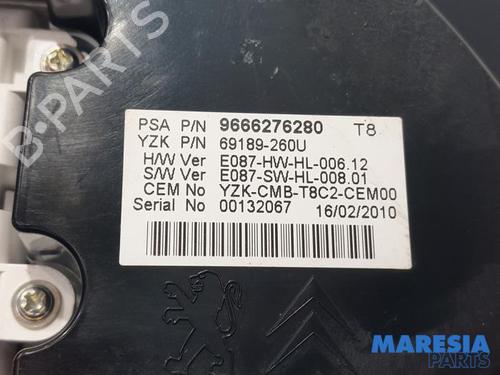 B-PARTS
PSA P/N 9666276280 T8
YZK P/N 69189-260U
H/W Ver E087-HW-HL-006.12
S/W Ver E087-SW-HL-008.01
CEM No YZK-CMB-T8C2-CEM00
Serial No 00132067 16/02/2010
MARESIA
PARTS